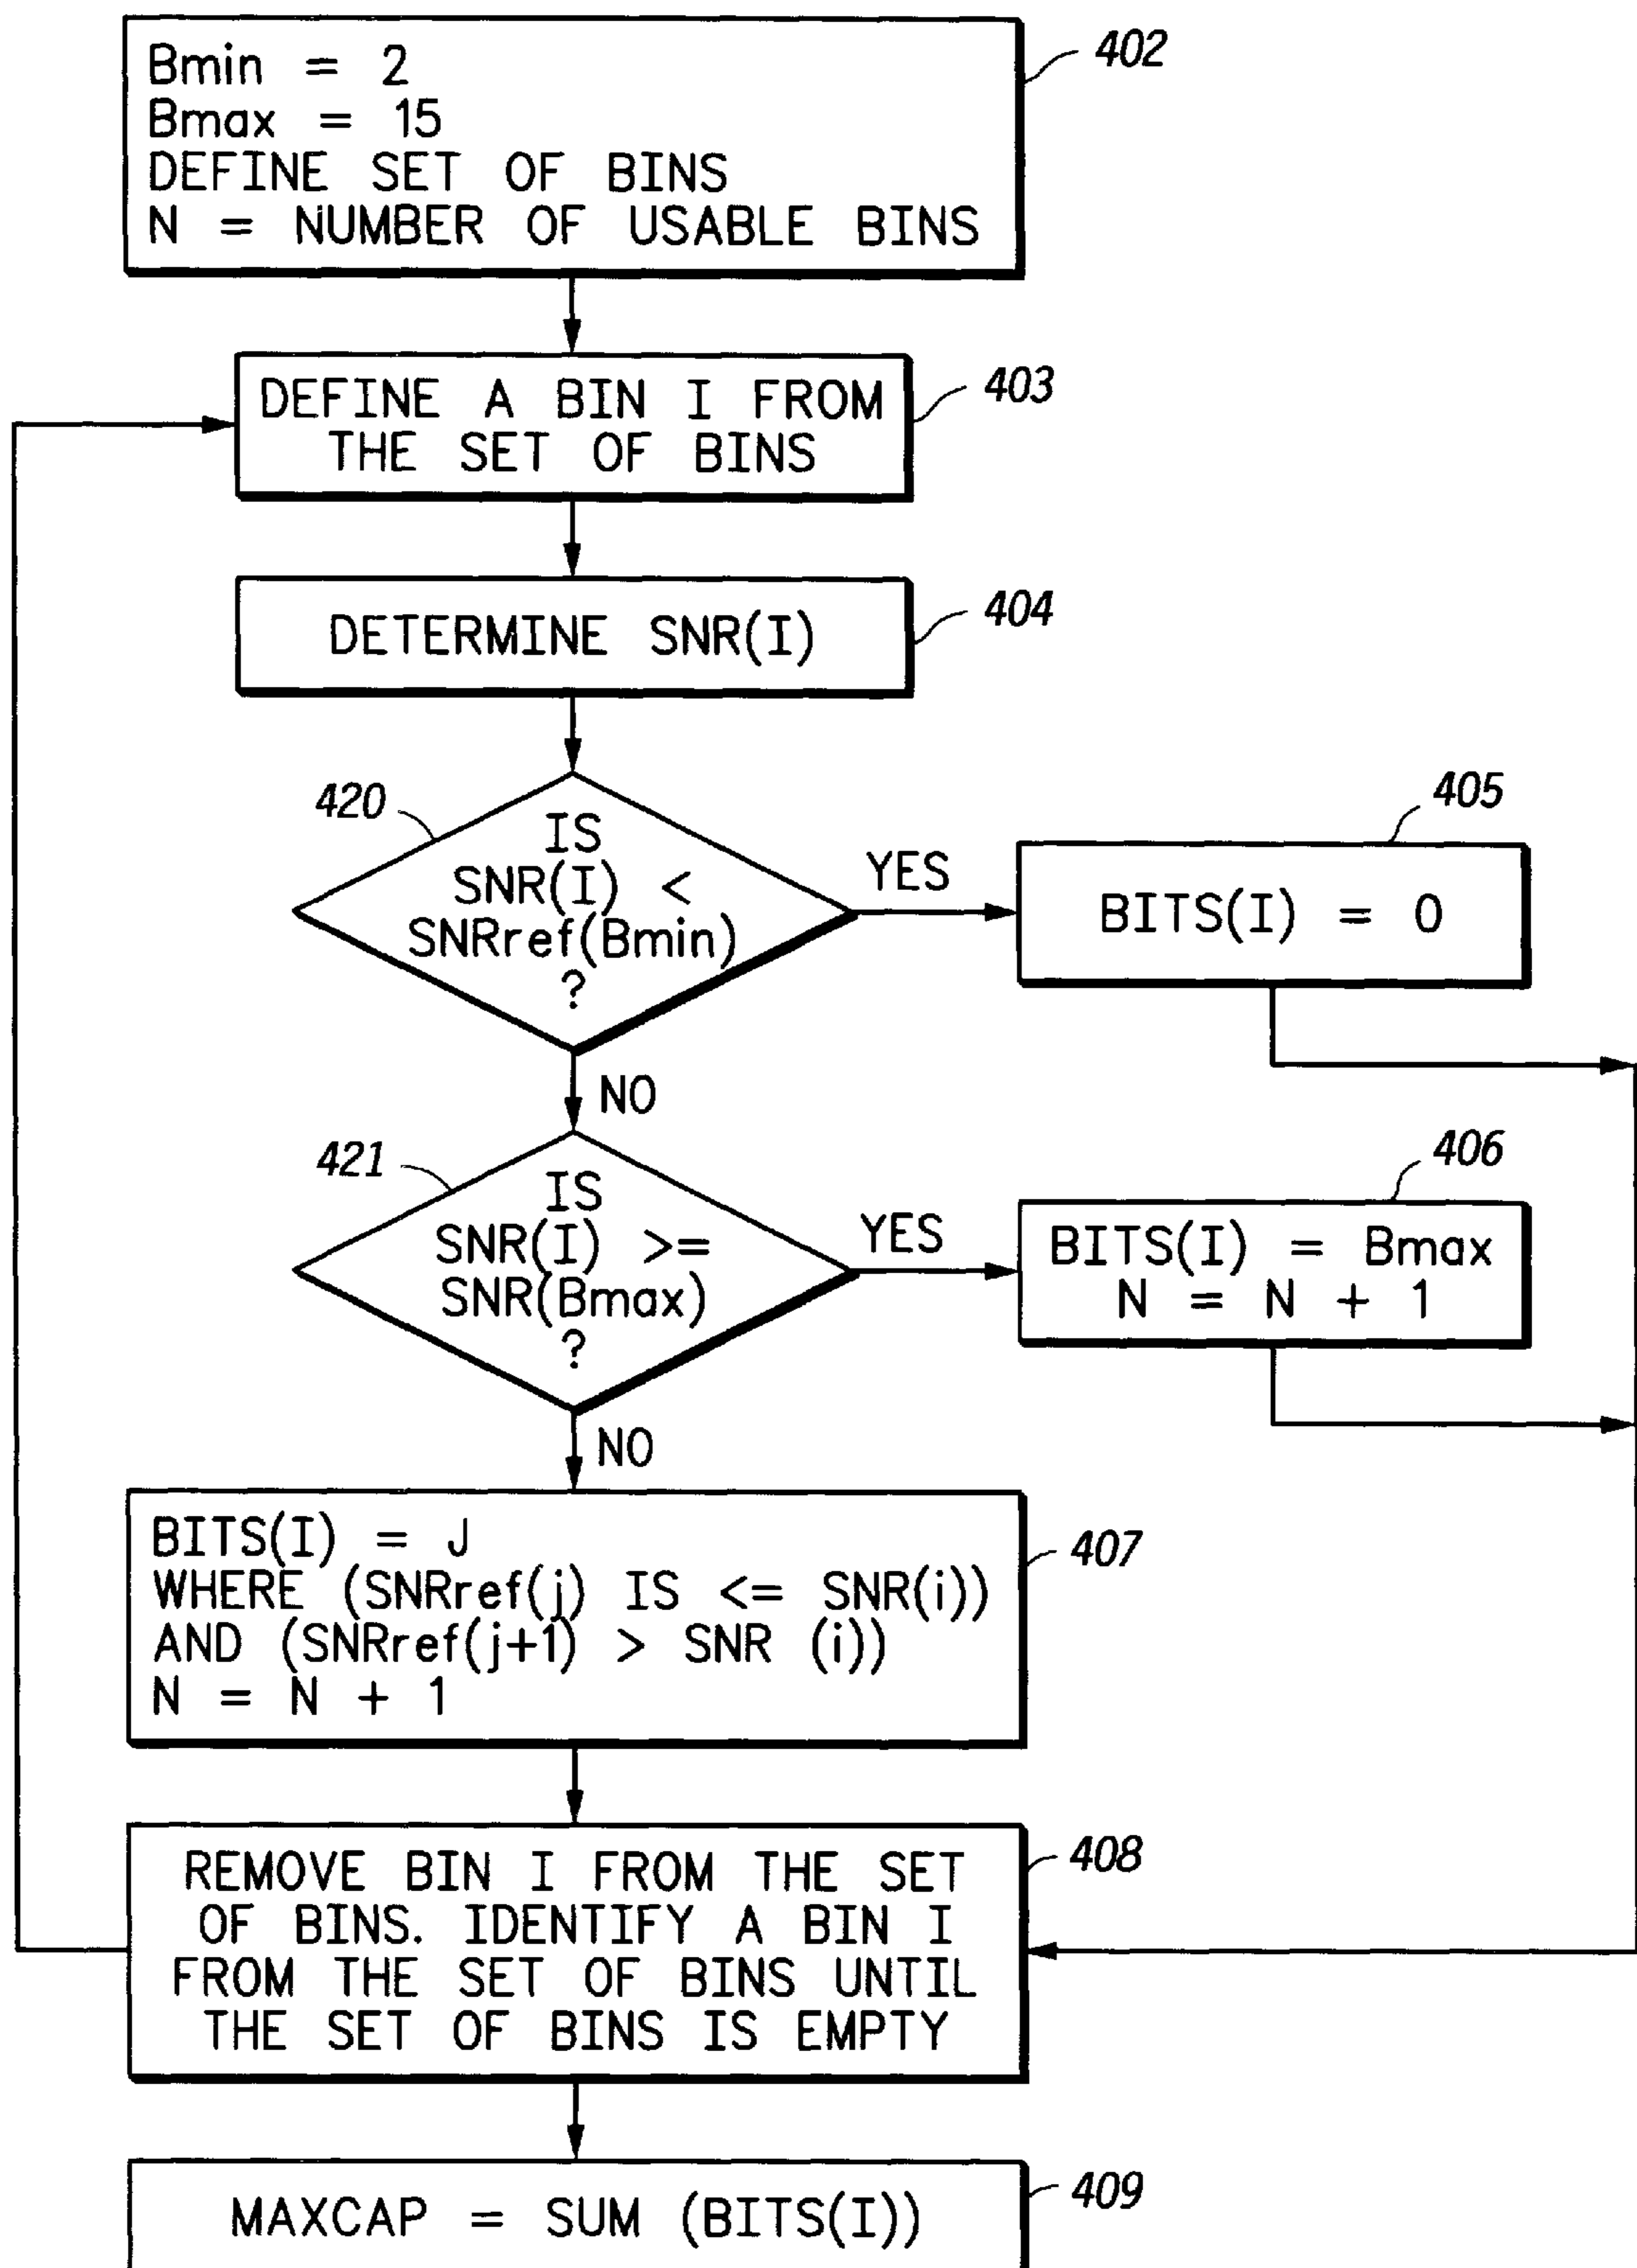 Bmin = 2
Bmax = 15
DEFINE SET OF BINS
N = NUMBER OF USABLE BINS
402
DEFINE A BIN I FROM
THE SET OF BINS
403
DETERMINE SNR(I)
404
420
IS
SNR(I) <
SNRref(Bmin)
?
YES
405
BITS(I) = 0
NO
421
IS
SNR(I) >=
SNR(Bmax)
?
YES
406
BITS(I) = Bmax
N = N + 1
NO
BITS(I) = J
WHERE (SNRref(j) IS <= SNR(i))
AND (SNRref(j+1) > SNR (i))
N = N + 1
407
REMOVE BIN I FROM THE SET
OF BINS. IDENTIFY A BIN I
FROM THE SET OF BINS UNTIL
THE SET OF BINS IS EMPTY
408
MAXCAP = SUM (BITS(I))
409